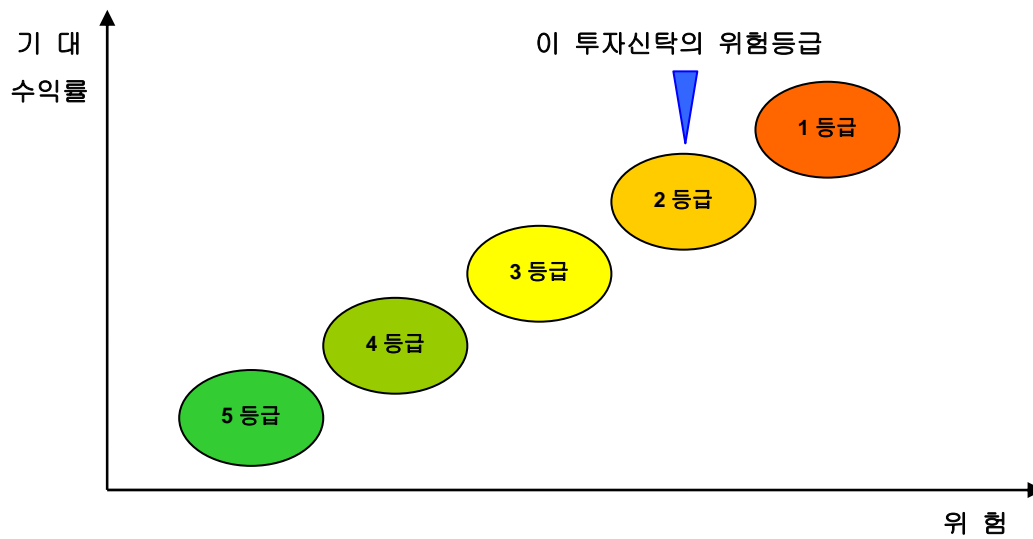 기 대
수익률
이 투자신탁의 위험등급
1 등급
2 등급
3 등급
4 등급
5 등급
위 험